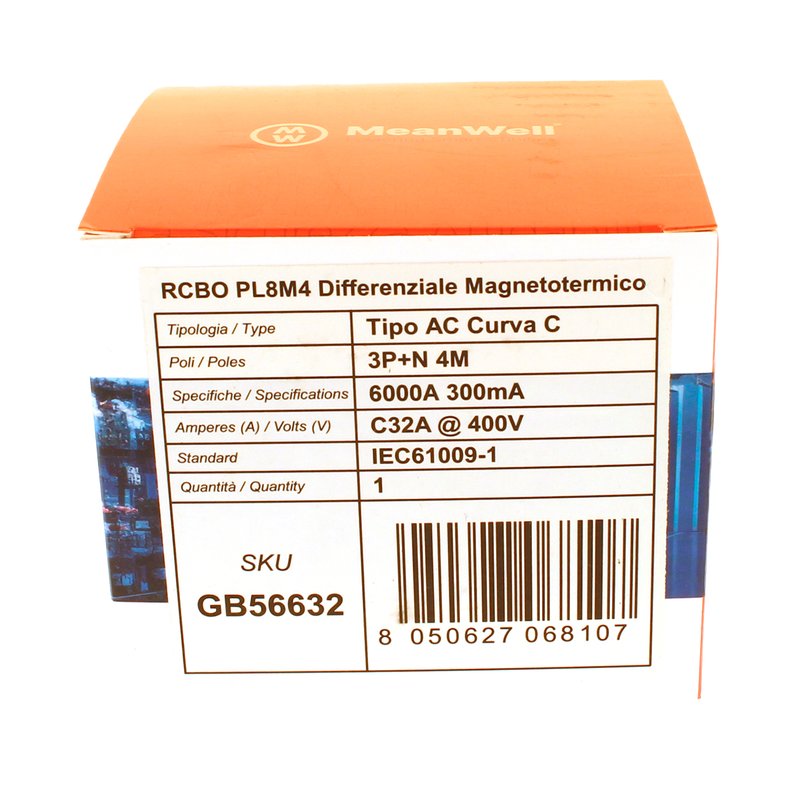 MW MeanWell
RCBO PL8M4 Differenziale Magnetotermico
Tipologia / Type Tipo AC Curva C
Poli / Poles 3P+N 4M
Specifiche / Specifications 6000A 300mA
Amperes (A) / Volts (V) C32A @ 400V
Standard IEC61009-1
Quantità / Quantity 1
SKU
GB56632
8 050627 068107